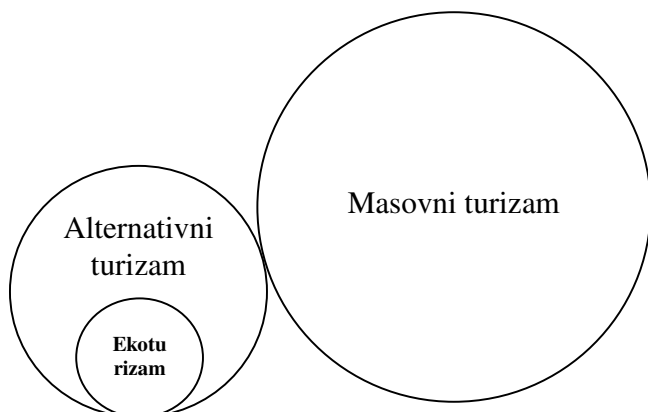 Alternativni
turizam
Masovni turizam
Ekotu
rizam